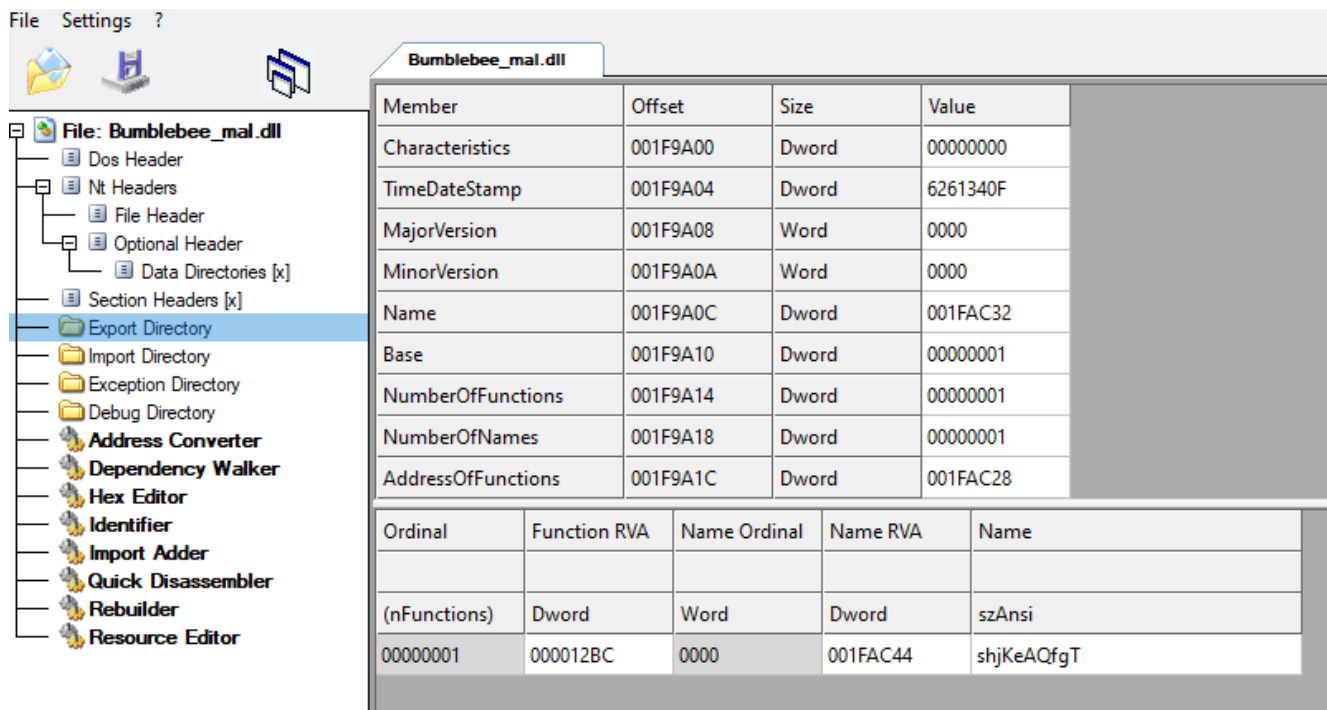 File Settings ?
Bumblebee_mal.dll
File: Bumblebee_mal.dll
Dos Header
Nt Headers
File Header
Optional Header
Data Directories [x]
Section Headers [x]
Export Directory
Import Directory
Exception Directory
Debug Directory
Address Converter
Dependency Walker
Hex Editor
Identifier
Import Adder
Quick Disassembler
Rebuilder
Resource Editor
Member Offset Size Value
Characteristics 001F9A00 Dword 00000000
TimeDateStamp 001F9A04 Dword 6261340F
MajorVersion 001F9A08 Word 0000
MinorVersion 001F9A0A Word 0000
Name 001F9A0C Dword 001FAC32
Base 001F9A10 Dword 00000001
NumberOfFunctions 001F9A14 Dword 00000001
NumberOfNames 001F9A18 Dword 00000001
AddressOfFunctions 001F9A1C Dword 001FAC28
Ordinal Function RVA Name Ordinal Name RVA Name
(nFunctions) Dword Word Dword szAnsi
00000001 000012BC 0000 001FAC44 shjKeAQfgT